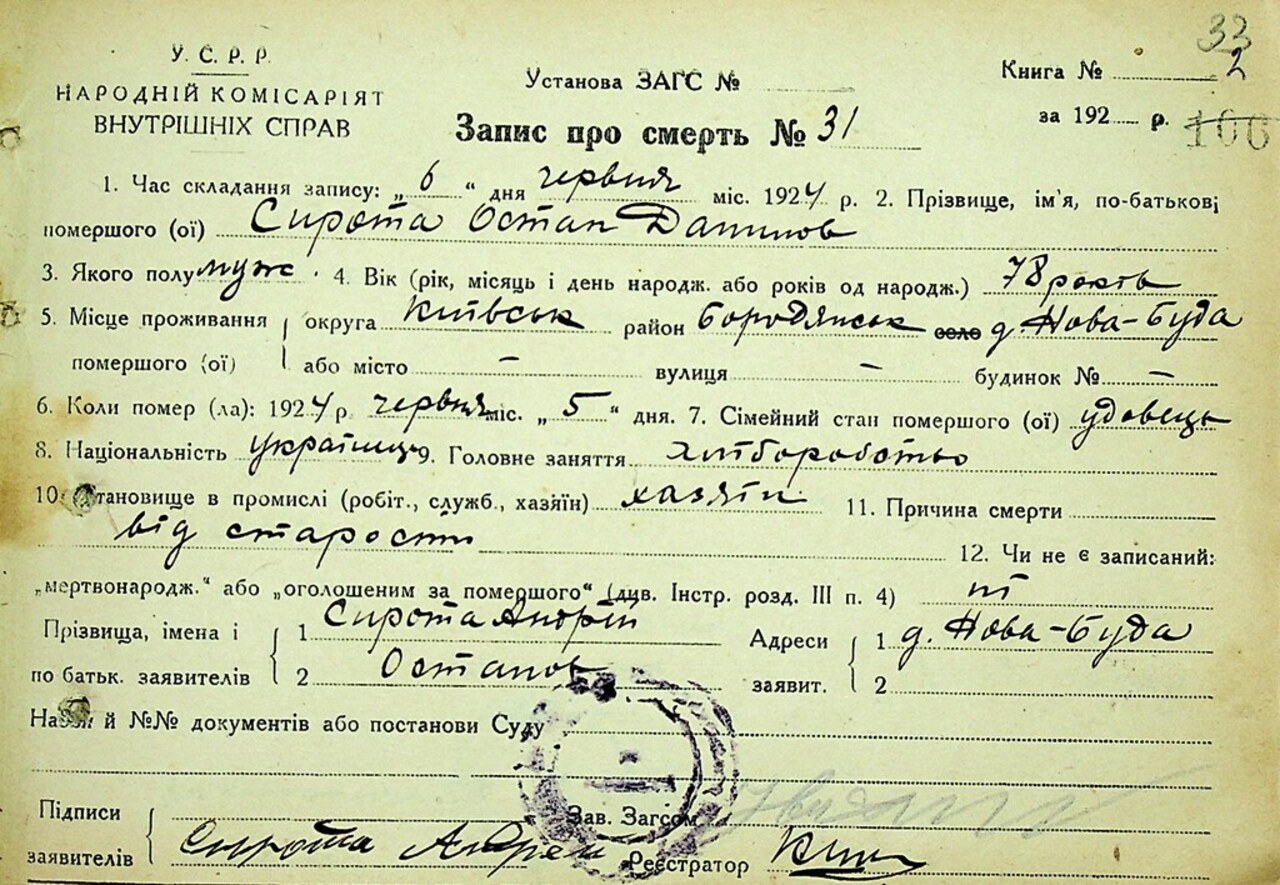 33
У. С. Р. Р.
НАРОДНІЙ КОМІСАРІЯТ
ВНУТРІШНІХ СПРАВ
Установа ЗАГС №
Книга № 2
за 192 р. 106
Запис про смерть № 31
1. Час складання запису: „ 6 “ дня червня міс. 1924 р. 2. Прізвище, ім'я, по-батькові
помершого (ої) Сирота Остап Данилов
3. Якого полу муж. 4. Вік (рік, місяць і день народж. або років од народж.) 78 років
5. Місце проживання округа Київськ район Бородянськ село д. Нова-Буда
помершого (ої) або місто — вулиця — будинок № —
6. Коли помер (ла): 1924 р червня міс. „ 5 “ дня. 7. Сімейний стан помершого (ої) удовець
8. Національність українць 9. Головне заняття хліборобство
10. Становище в промислі (робіт., служб., хазяїн) хазяїн 11. Причина смерти
від старости 12. Чи не є записаний:
„мертвонародж.“ або „оголошеним за помершого“ (див. Інстр. розд. III п. 4) ні
Прізвища, імена і 1 Сирота Андрій Адреси 1 д. Нова-Буда
по батьк. заявителів 2 Остапов заявит. 2
Назви й №№ документів або постанови Суду
Підписи Зав. Загсом
заявителів Сирота Андрей Реєстратор